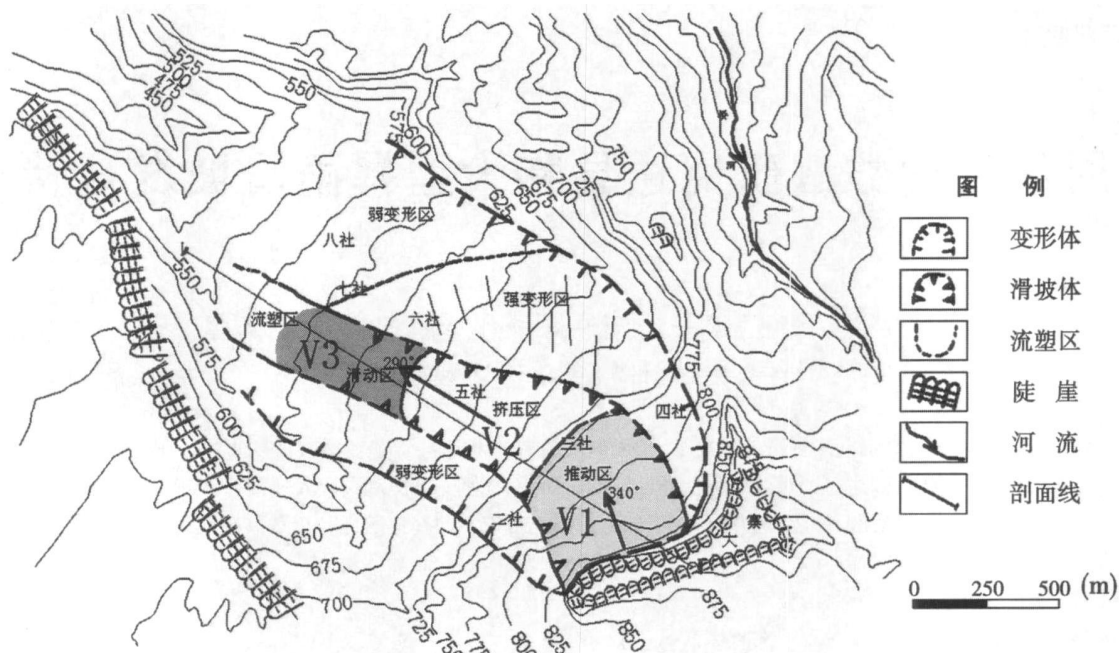 525
500
475
450
550
575
600
625
650
675
700
725
750
弱变形区
八社
七社
流塑区
六社
强变形区
V3
290°
滑动区
五社
挤压区
V2
四社
三社
推动区
340°
V1
二社
弱变形区
775
800
850
875
大
寨
550
575
600
625
650
675
700
725
750
775
800
825
850
875
图 例
变形体
滑坡体
流塑区
陡崖
河流
剖面线
0 250 500 (m)